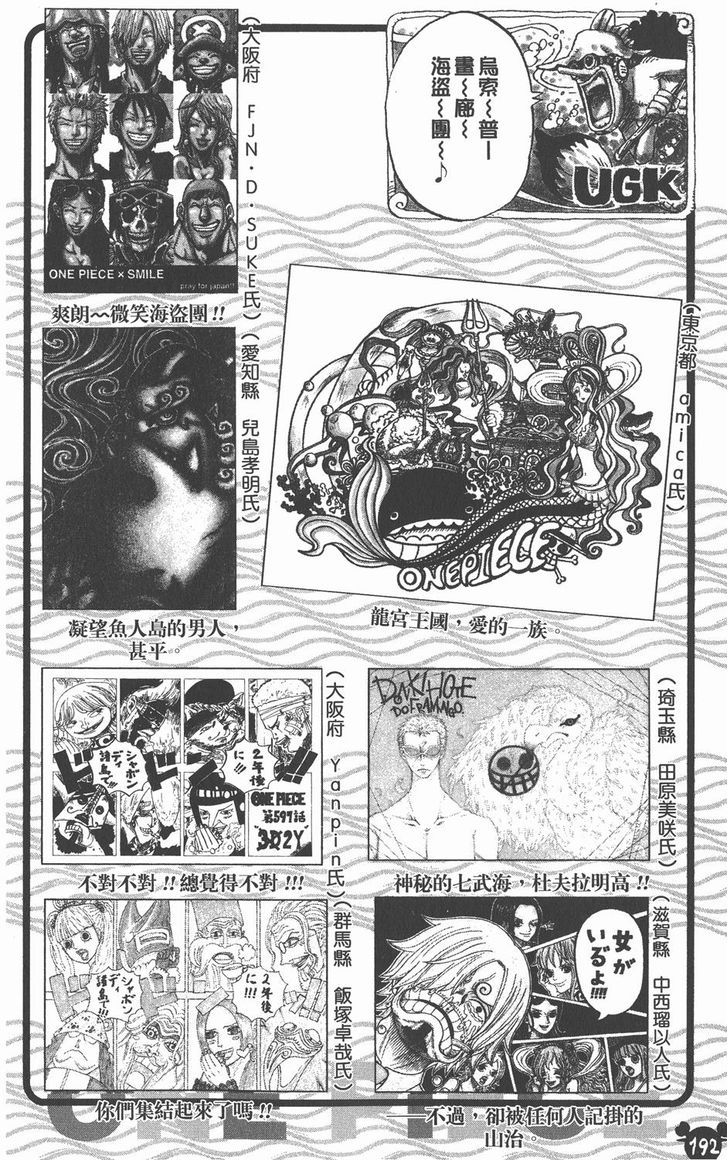 烏索～普～
畫～廊～
海盜～團～♪
UGK
ONE PIECE × SMILE
pray for japan!!
（大阪府　FJN・D・SUKE氏）
爽朗～微笑海盜團!!
（東京都　amica氏）
ONE PIECE
龍宮王國，愛的一族。
（愛知縣　兒島孝明氏）
凝望魚人島的男人，
甚平。
シャボン
ディ
諸島で!!
2年後
に!!!
ONE PIECE
第597話
"3D2Y"
（大阪府　Yanpin氏）
不對不對!!總覺得不對!!!
（琦玉縣　田原美咲氏）
神秘的七武海，杜夫拉明高!!
シャボン
ディ
諸島で!!
2年後
に!!!
（群馬縣　飯塚卓哉氏）
你們集結起來了嗎!!
女が
いるよ!!!!
（滋賀縣　中西瑠以人氏）
——不過，卻被任何人記掛的
山治。
ONE PIECE
192